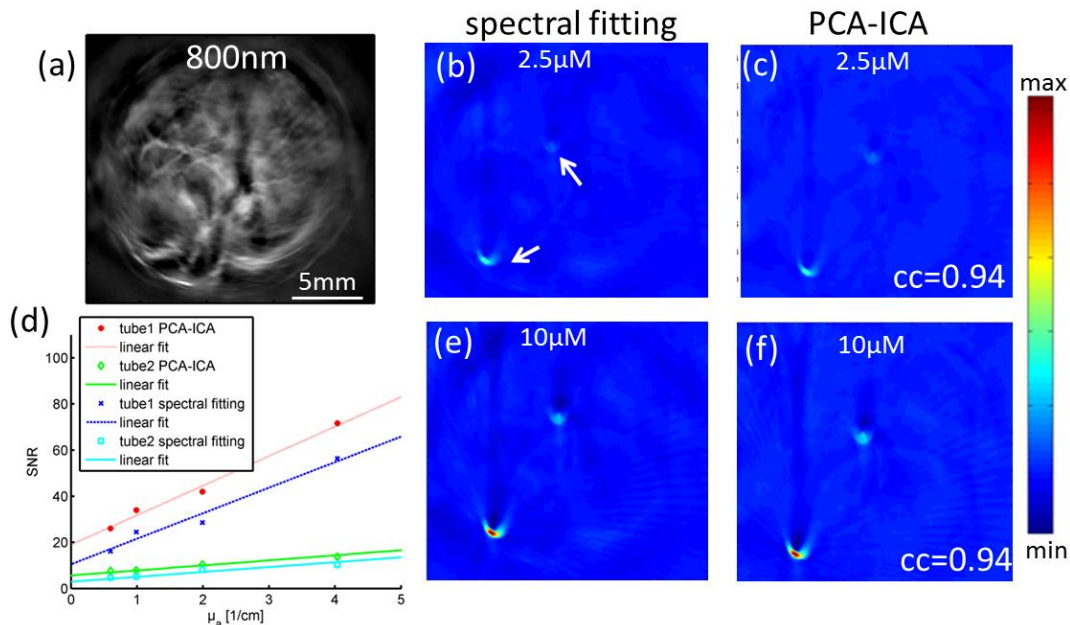 spectral fitting
PCA-ICA
(a)
800nm
5mm
(b)
2.5µM
(c)
2.5µM
cc=0.94
max
min
(d)
tube1 PCA-ICA
linear fit
tube2 PCA-ICA
linear fit
tube1 spectral fitting
linear fit
tube2 spectral fitting
linear fit
SNR
100
80
60
40
20
0
0 1 2 3 4 5
µa [1/cm]
(e)
10µM
(f)
10µM
cc=0.94